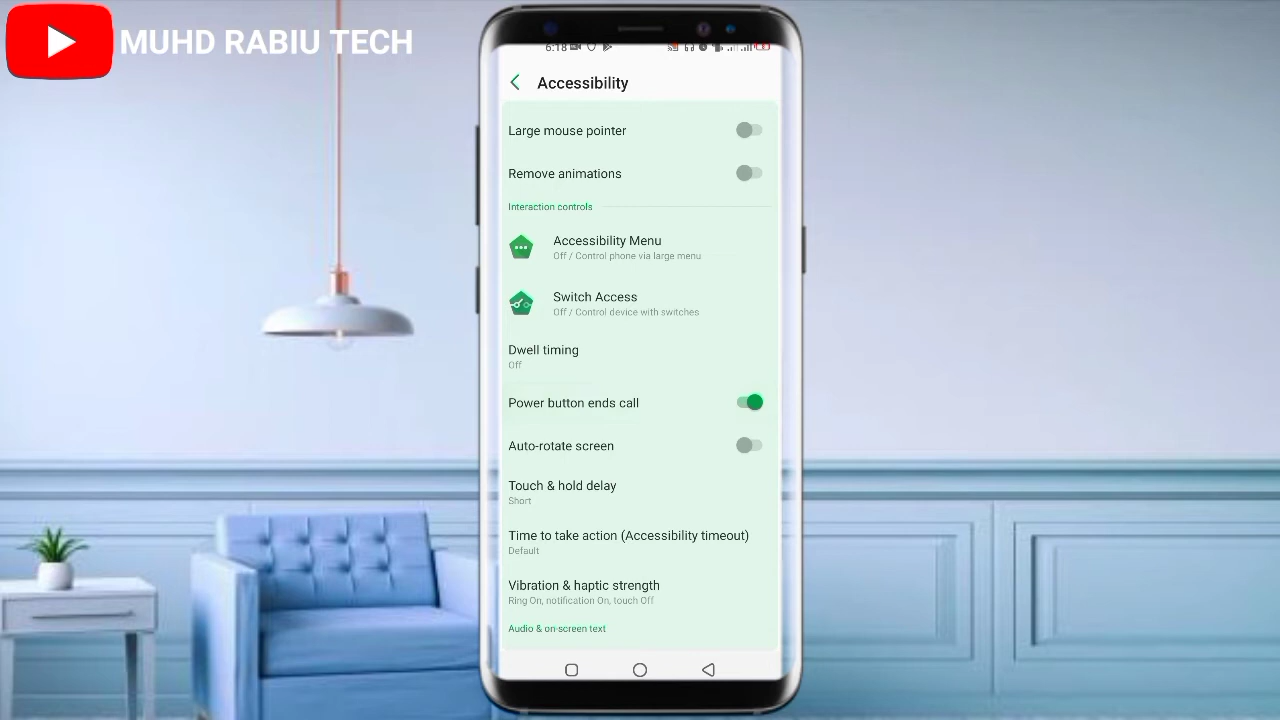 MUHD RABIU TECH
6:18
Accessibility
Large mouse pointer
Remove animations
Interaction controls
Accessibility Menu
Off / Control phone via large menu
Switch Access
Off / Control device with switches
Dwell timing
Off
Power button ends call
Auto-rotate screen
Touch & hold delay
Short
Time to take action (Accessibility timeout)
Default
Vibration & haptic strength
Ring On, notification On, touch Off
Audio & on-screen text